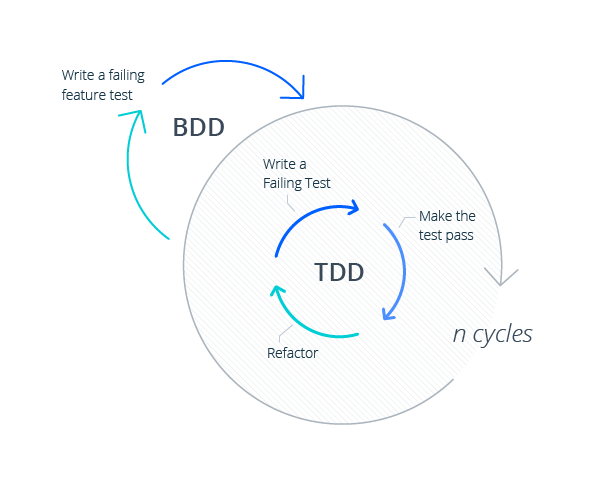 Write a failing
feature test
BDD
Write a
Failing Test
Make the
test pass
TDD
n cycles
Refactor